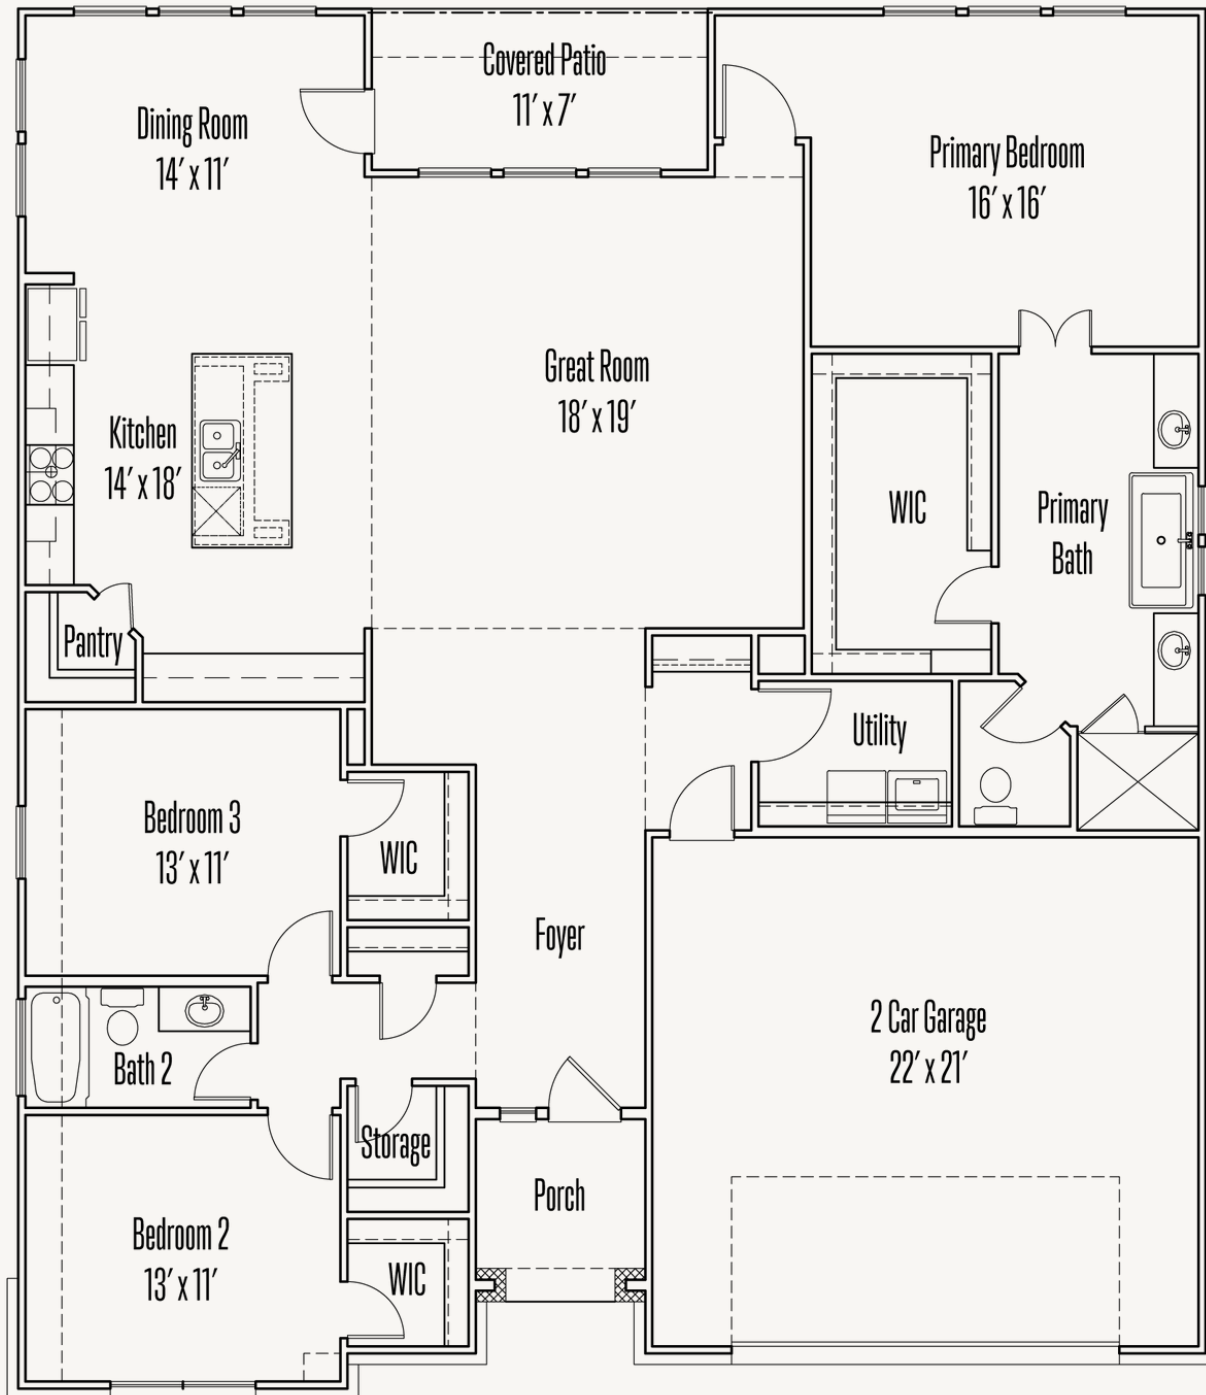 Covered Patio
11' x 7'
Dining Room
14' x 11'
Primary Bedroom
16' x 16'
Great Room
18' x 19'
Kitchen
14' x 18'
WIC
Primary
Bath
Pantry
Utility
Bedroom 3
13' x 11'
WIC
Foyer
2 Car Garage
22' x 21'
Bath 2
Storage
Porch
Bedroom 2
13' x 11'
WIC